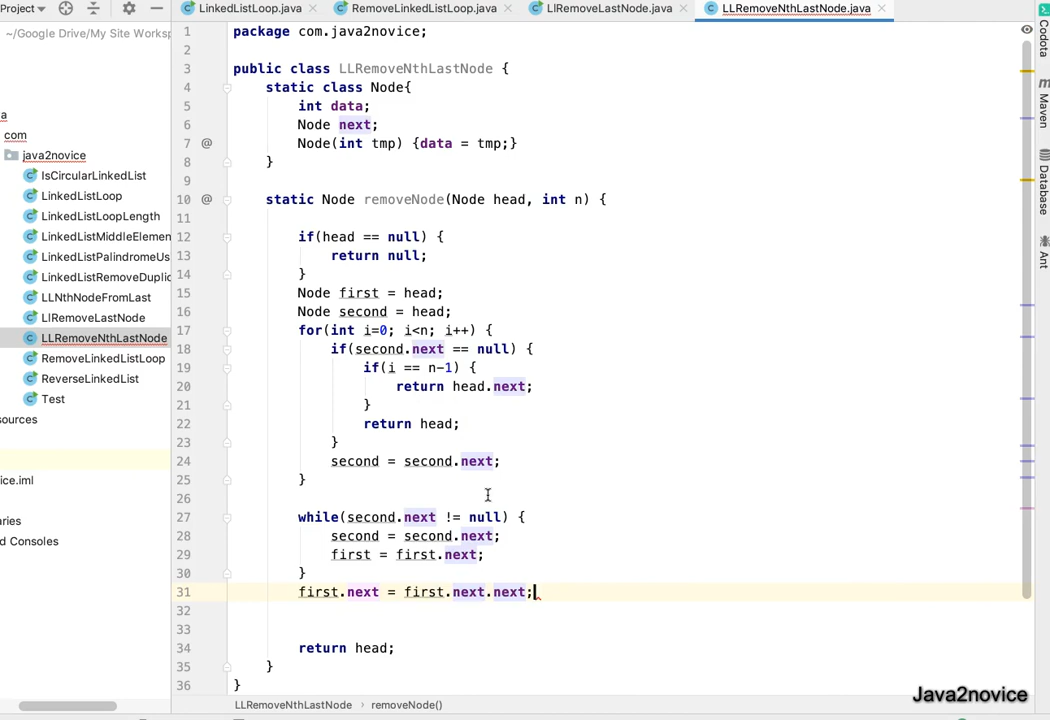 Project
LinkedListLoop.java
RemoveLinkedListLoop.java
LlRemoveLastNode.java
LLRemoveNthLastNode.java
~/Google Drive/My Site Worksp
a
com
java2novice
IsCircularLinkedList
LinkedListLoop
LinkedListLoopLength
LinkedListMiddleElemen
LinkedListPalindromeUs
LinkedListRemoveDuplic
LLNthNodeFromLast
LlRemoveLastNode
LLRemoveNthLastNode
RemoveLinkedListLoop
ReverseLinkedList
Test
sources
ice.iml
aries
d Consoles
1 package com.java2novice;
2
3 public class LLRemoveNthLastNode {
4 static class Node{
5 int data;
6 Node next;
7 @ Node(int tmp) {data = tmp;}
8 }
9
10 @ static Node removeNode(Node head, int n) {
11
12 if(head == null) {
13 return null;
14 }
15 Node first = head;
16 Node second = head;
17 for(int i=0; i<n; i++) {
18 if(second.next == null) {
19 if(i == n-1) {
20 return head.next;
21 }
22 return head;
23 }
24 second = second.next;
25 }
26
27 while(second.next != null) {
28 second = second.next;
29 first = first.next;
30 }
31 first.next = first.next.next;
32
33
34 return head;
35 }
36 }
LLRemoveNthLastNode › removeNode()
Codota
Maven
Database
Ant
Java2novice